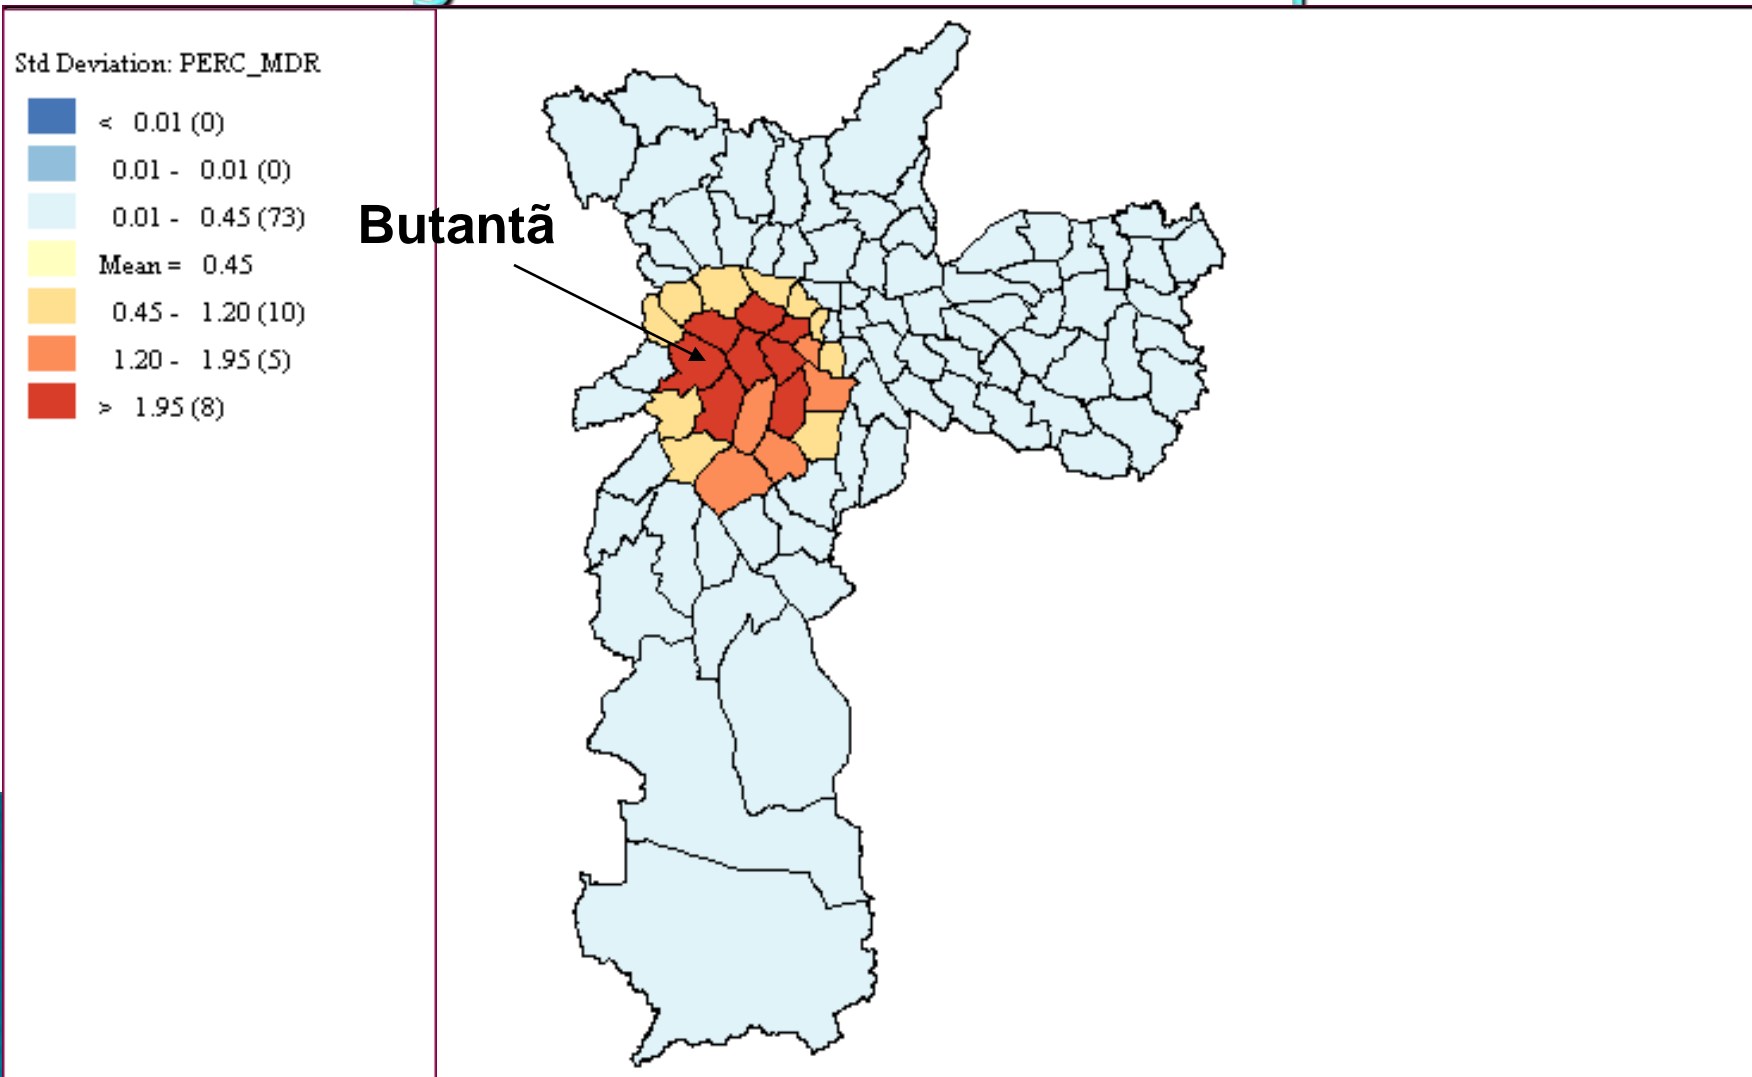 Std Deviation: PERC_MDR
< 0.01 (0)
0.01 - 0.01 (0)
0.01 - 0.45 (73)
Mean = 0.45
0.45 - 1.20 (10)
1.20 - 1.95 (5)
> 1.95 (8)
Butantã